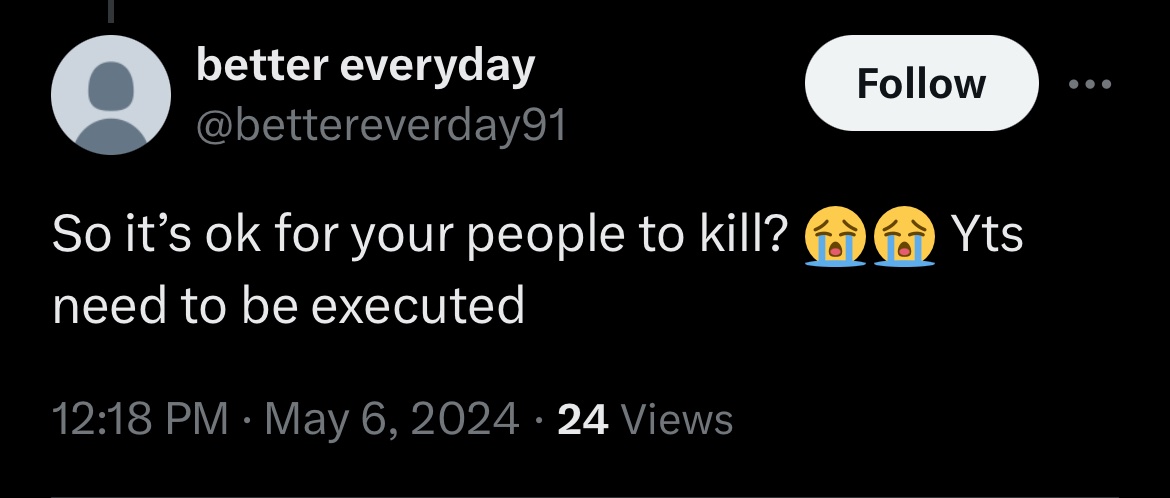 better everyday
Follow
@bettereverday91
So it’s ok for your people to kill? 😭😭 Yts
need to be executed
12:18 PM · May 6, 2024 · 24 Views